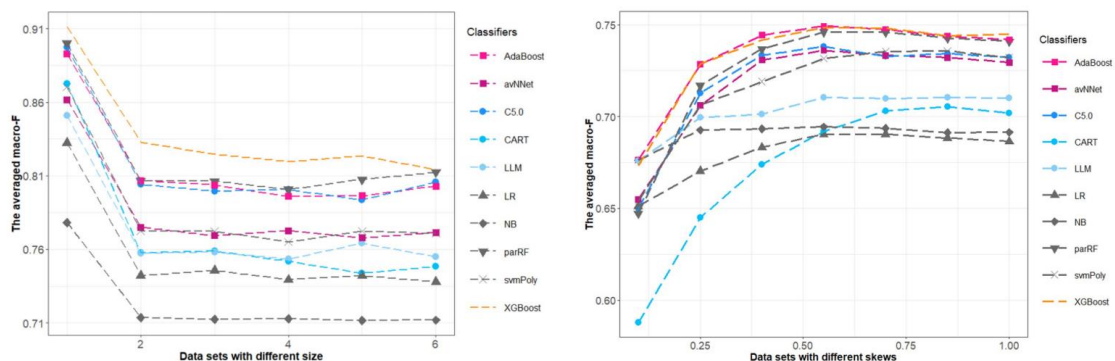 The averaged macro-F
0.91
0.86
0.81
0.76
0.71
2
4
6
Data sets with different size
Classifiers
AdaBoost
avNNet
C5.0
CART
LLM
LR
NB
parRF
svmPoly
XGBoost
The averaged macro-F
0.75
0.70
0.65
0.60
0.25
0.50
0.75
1.00
Data sets with different skews
Classifiers
AdaBoost
avNNet
C5.0
CART
LLM
LR
NB
parRF
svmPoly
XGBoost